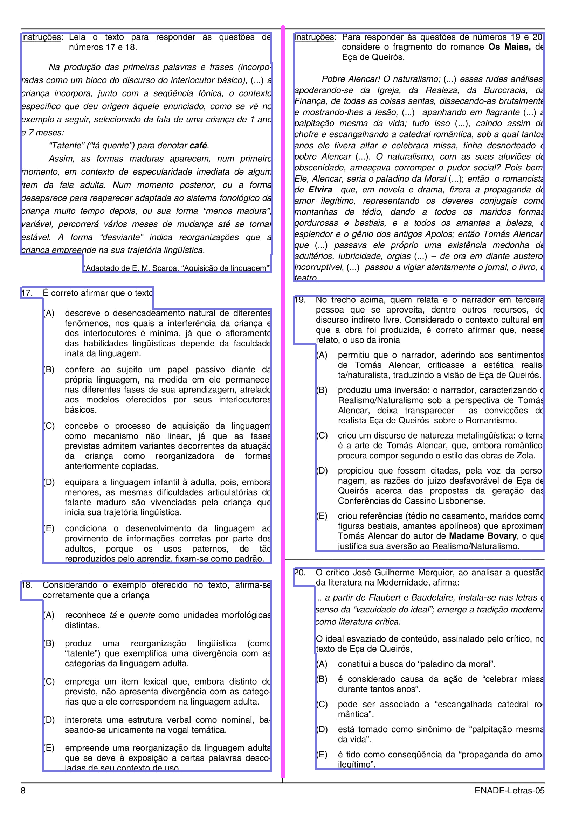 Instruções: Leia o texto para responder às questões de
números 17 e 18.
Na produção das primeiras palavras e frases (incorpo-
radas como um bloco do discurso do interlocutor básico), (...) a
criança incorpora, junto com a seqüência fônica, o contexto
específico que deu origem àquele enunciado, como se vê no
exemplo a seguir, selecionado da fala de uma criança de 1 ano
e 7 meses:
"Tatente" ("tá quente") para denotar café.
Assim, as formas maduras aparecem, num primeiro
momento, em contexto de especularidade imediata de algum
item da fala adulta. Num momento posterior, ou a forma
desaparece para reaparecer adaptada ao sistema fonológico da
criança muito tempo depois, ou sua forma "menos madura",
variável, percorrerá vários meses de mudança até se tornar
estável. A forma "desviante" indica reorganizações que a
criança empreende na sua trajetória lingüística.
(Adaptado de E. M. Scarpa. "Aquisição da linguagem")
17. É correto afirmar que o texto
(A) descreve o desencadeamento natural de diferentes
fenômenos, nos quais a interferência da criança e
dos interlocutores é mínima, já que o afloramento
das habilidades lingüísticas depende da faculdade
inata da linguagem.
(B) confere ao sujeito um papel passivo diante da
própria linguagem, na medida em ele permanece,
nas diferentes fases de sua aprendizagem, atrelado
aos modelos oferecidos por seus interlocutores
básicos.
(C) concebe o processo de aquisição da linguagem
como mecanismo não linear, já que as fases
previstas admitem variantes decorrentes da atuação
da criança como reorganizadora de formas
anteriormente copiadas.
(D) equipara a linguagem infantil à adulta, pois, embora
menores, as mesmas dificuldades articulatórias do
falante maduro são vivenciadas pela criança que
inicia sua trajetória lingüística.
(E) condiciona o desenvolvimento da linguagem ao
provimento de informações corretas por parte dos
adultos, porque os usos paternos, de tão
reproduzidos pelo aprendiz, fixam-se como padrão.
18. Considerando o exemplo oferecido no texto, afirma-se
corretamente que a criança
(A) reconhece tá e quente como unidades morfológicas
distintas.
(B) produz uma reorganização lingüística (como
"tatente") que exemplifica uma divergência com as
categorias da linguagem adulta.
(C) emprega um item lexical que, embora distinto do
previsto, não apresenta divergência com as catego-
rias a ele correspondem na linguagem adulta.
(D) interpreta uma estrutura verbal como nominal, ba-
seando-se unicamente na vogal temática.
(E) empreende uma reorganização da linguagem adulta
que se deve à exposição a certas palavras desco-
ladas de seu contexto de uso.
Instruções: Para responder às questões de números 19 e 20,
considere o fragmento do romance Os Maias, de
Eça de Queirós.
Pobre Alencar! O naturalismo; (...) essas rudes análises,
apoderando-se da Igreja, da Realeza, da Burocracia, da
Finança, de todas as coisas santas, dissecando-as brutalmente
e mostrando-lhes a lesão, (...) apanhando em flagrante (...) a
palpitação mesma da vida; tudo isso (...), caindo assim de
chofre e escangalhando a catedral romântica, sob a qual tantos
anos ele tivera altar e celebrara missa, tinha desnorteado o
pobre Alencar (...). O naturalismo, com as suas aluviões de
obscenidade, ameaçava corromper o pudor social? Pois bem.
Ele, Alencar, seria o paladino da Moral (...); então o romancista
de Elvira que, em novela e drama, fizera a propaganda do
amor ilegítimo, representando os deveres conjugais como
montanhas de tédio, dando a todos os maridos formas
gordurosas e bestiais, e a todos os amantes a beleza, o
esplendor e o gênio dos antigos Apolos; então Tomás Alencar
que (...) passava ele próprio uma existência medonha de
adultérios, lubricidade, orgias (...) – de ora em diante austero,
incorruptível, (...) passou a vigiar atentamente o jornal, o livro, o
teatro.
19. No trecho acima, quem relata é o narrador em terceira
pessoa que se aproveita, dentre outros recursos, do
discurso indireto livre. Considerado o contexto cultural em
que a obra foi produzida, é correto afirmar que, nesse
relato, o uso da ironia
(A) permitiu que o narrador, aderindo aos sentimentos
de Tomás Alencar, criticasse a estética realis-
ta/naturalista, traduzindo a visão de Eça de Queirós.
(B) produziu uma inversão: o narrador, caracterizando o
Realismo/Naturalismo sob a perspectiva de Tomás
Alencar, deixa transparecer as convicções do
realista Eça de Queirós sobre o Romantismo.
(C) criou um discurso de natureza metalingüística: o tema
é a arte de Tomás Alencar, que, embora romântico,
procura compor segundo o estilo das obras de Zola.
(D) propiciou que fossem citadas, pela voz da perso-
nagem, as razões do juízo desfavorável de Eça de
Queirós acerca das propostas da geração das
Conferências do Cassino Lisbonense.
(E) criou referências (tédio no casamento, maridos como
figuras bestiais, amantes apolíneos) que aproximam
Tomás Alencar do autor de Madame Bovary, o que
justifica sua aversão ao Realismo/Naturalismo.
20. O crítico José Guilherme Merquior, ao analisar a questão
da literatura na Modernidade, afirma:
... a partir de Flaubert e Baudelaire, instala-se nas letras o
senso da "vacuidade do ideal"; emerge a tradição moderna
como literatura crítica.
O ideal esvaziado de conteúdo, assinalado pelo crítico, no
texto de Eça de Queirós,
(A) constitui a busca do "paladino da moral".
(B) é considerado causa da ação de "celebrar missa
durante tantos anos".
(C) pode ser associado a "escangalhada catedral ro-
mântica".
(D) está tomado como sinônimo de "palpitação mesma
da vida".
(E) é tido como conseqüência da "propaganda do amor
ilegítimo".
8
ENADE-Letras-05